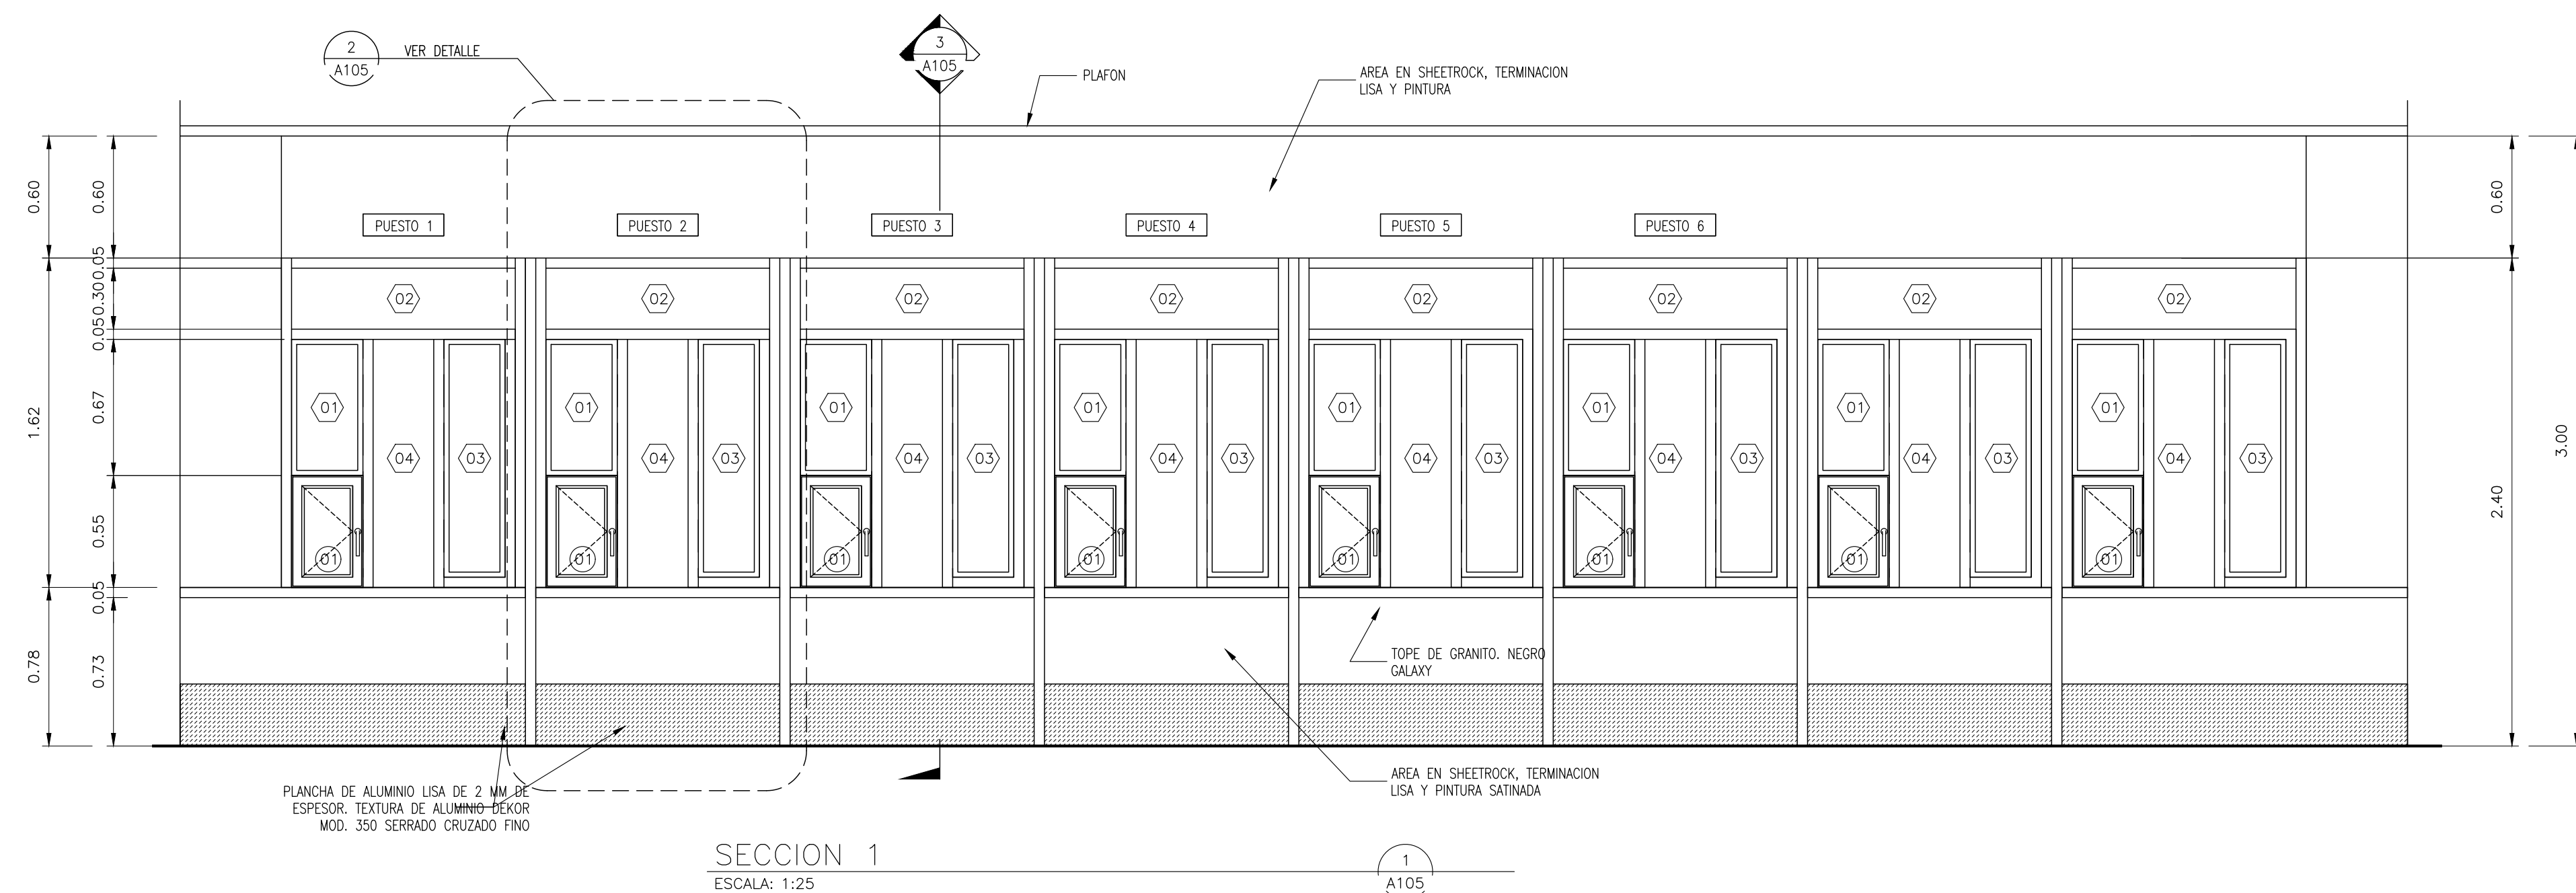 2
A105
VER DETALLE
3
A105
PLAFON
AREA EN SHEETROCK, TERMINACION
LISA Y PINTURA
0.60
0.60
0.60
PUESTO 1
PUESTO 2
PUESTO 3
PUESTO 4
PUESTO 5
PUESTO 6
0.05
0.30
0.05
02
02
02
02
02
02
02
02
1.62
0.67
01
01
01
01
01
01
01
01
04
03
04
03
04
03
04
03
04
03
04
03
04
03
04
03
3.00
2.40
0.55
01
01
01
01
01
01
01
01
0.05
0.78
0.73
TOPE DE GRANITO. NEGRO
GALAXY
AREA EN SHEETROCK, TERMINACION
LISA Y PINTURA SATINADA
PLANCHA DE ALUMINIO LISA DE 2 MM DE
ESPESOR. TEXTURA DE ALUMINIO DEKOR
MOD. 350 SERRADO CRUZADO FINO
SECCION 1
ESCALA: 1:25
1
A105